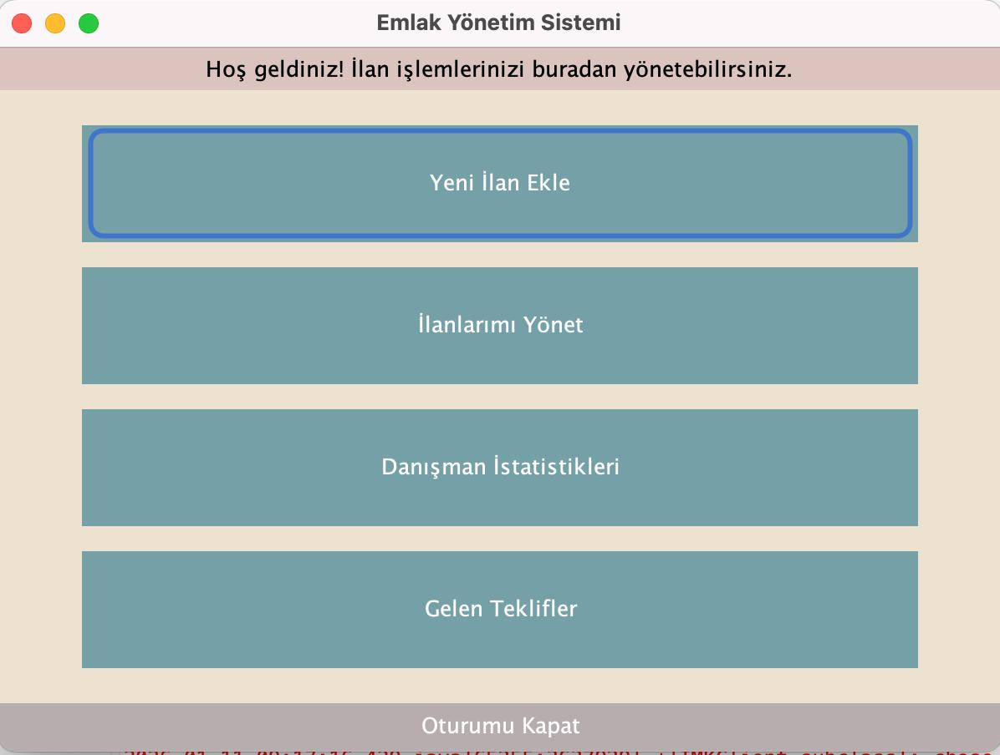 Emlak Yönetim Sistemi
Hoş geldiniz! İlan işlemlerinizi buradan yönetebilirsiniz.
Yeni İlan Ekle
İlanlarımı Yönet
Danışman İstatistikleri
Gelen Teklifler
Oturumu Kapat